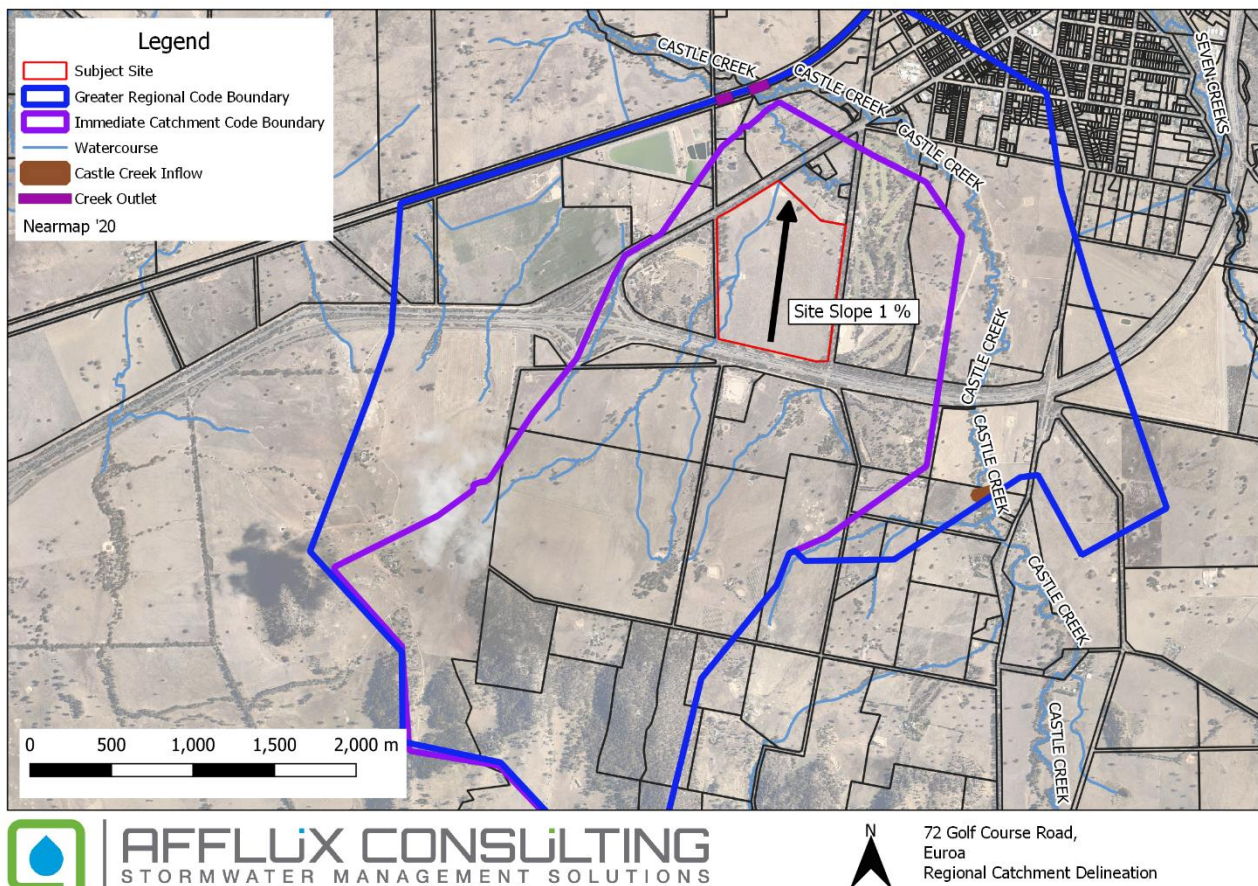 Legend
Subject Site
Greater Regional Code Boundary
Immediate Catchment Code Boundary
Watercourse
Castle Creek Inflow
Creek Outlet
Nearmap '20
CASTLE CREEK
CASTLE CREEK
CASTLE CREEK
SEVEN CREEKS
Site Slope 1 %
CASTLE CREEK
CASTLE CREEK
CASTLE CREEK
CASTLE CREEK
0 500 1,000 1,500 2,000 m
AFFLUX CONSULTING
STORMWATER MANAGEMENT SOLUTIONS
N
72 Golf Course Road,
Euroa
Regional Catchment Delineation